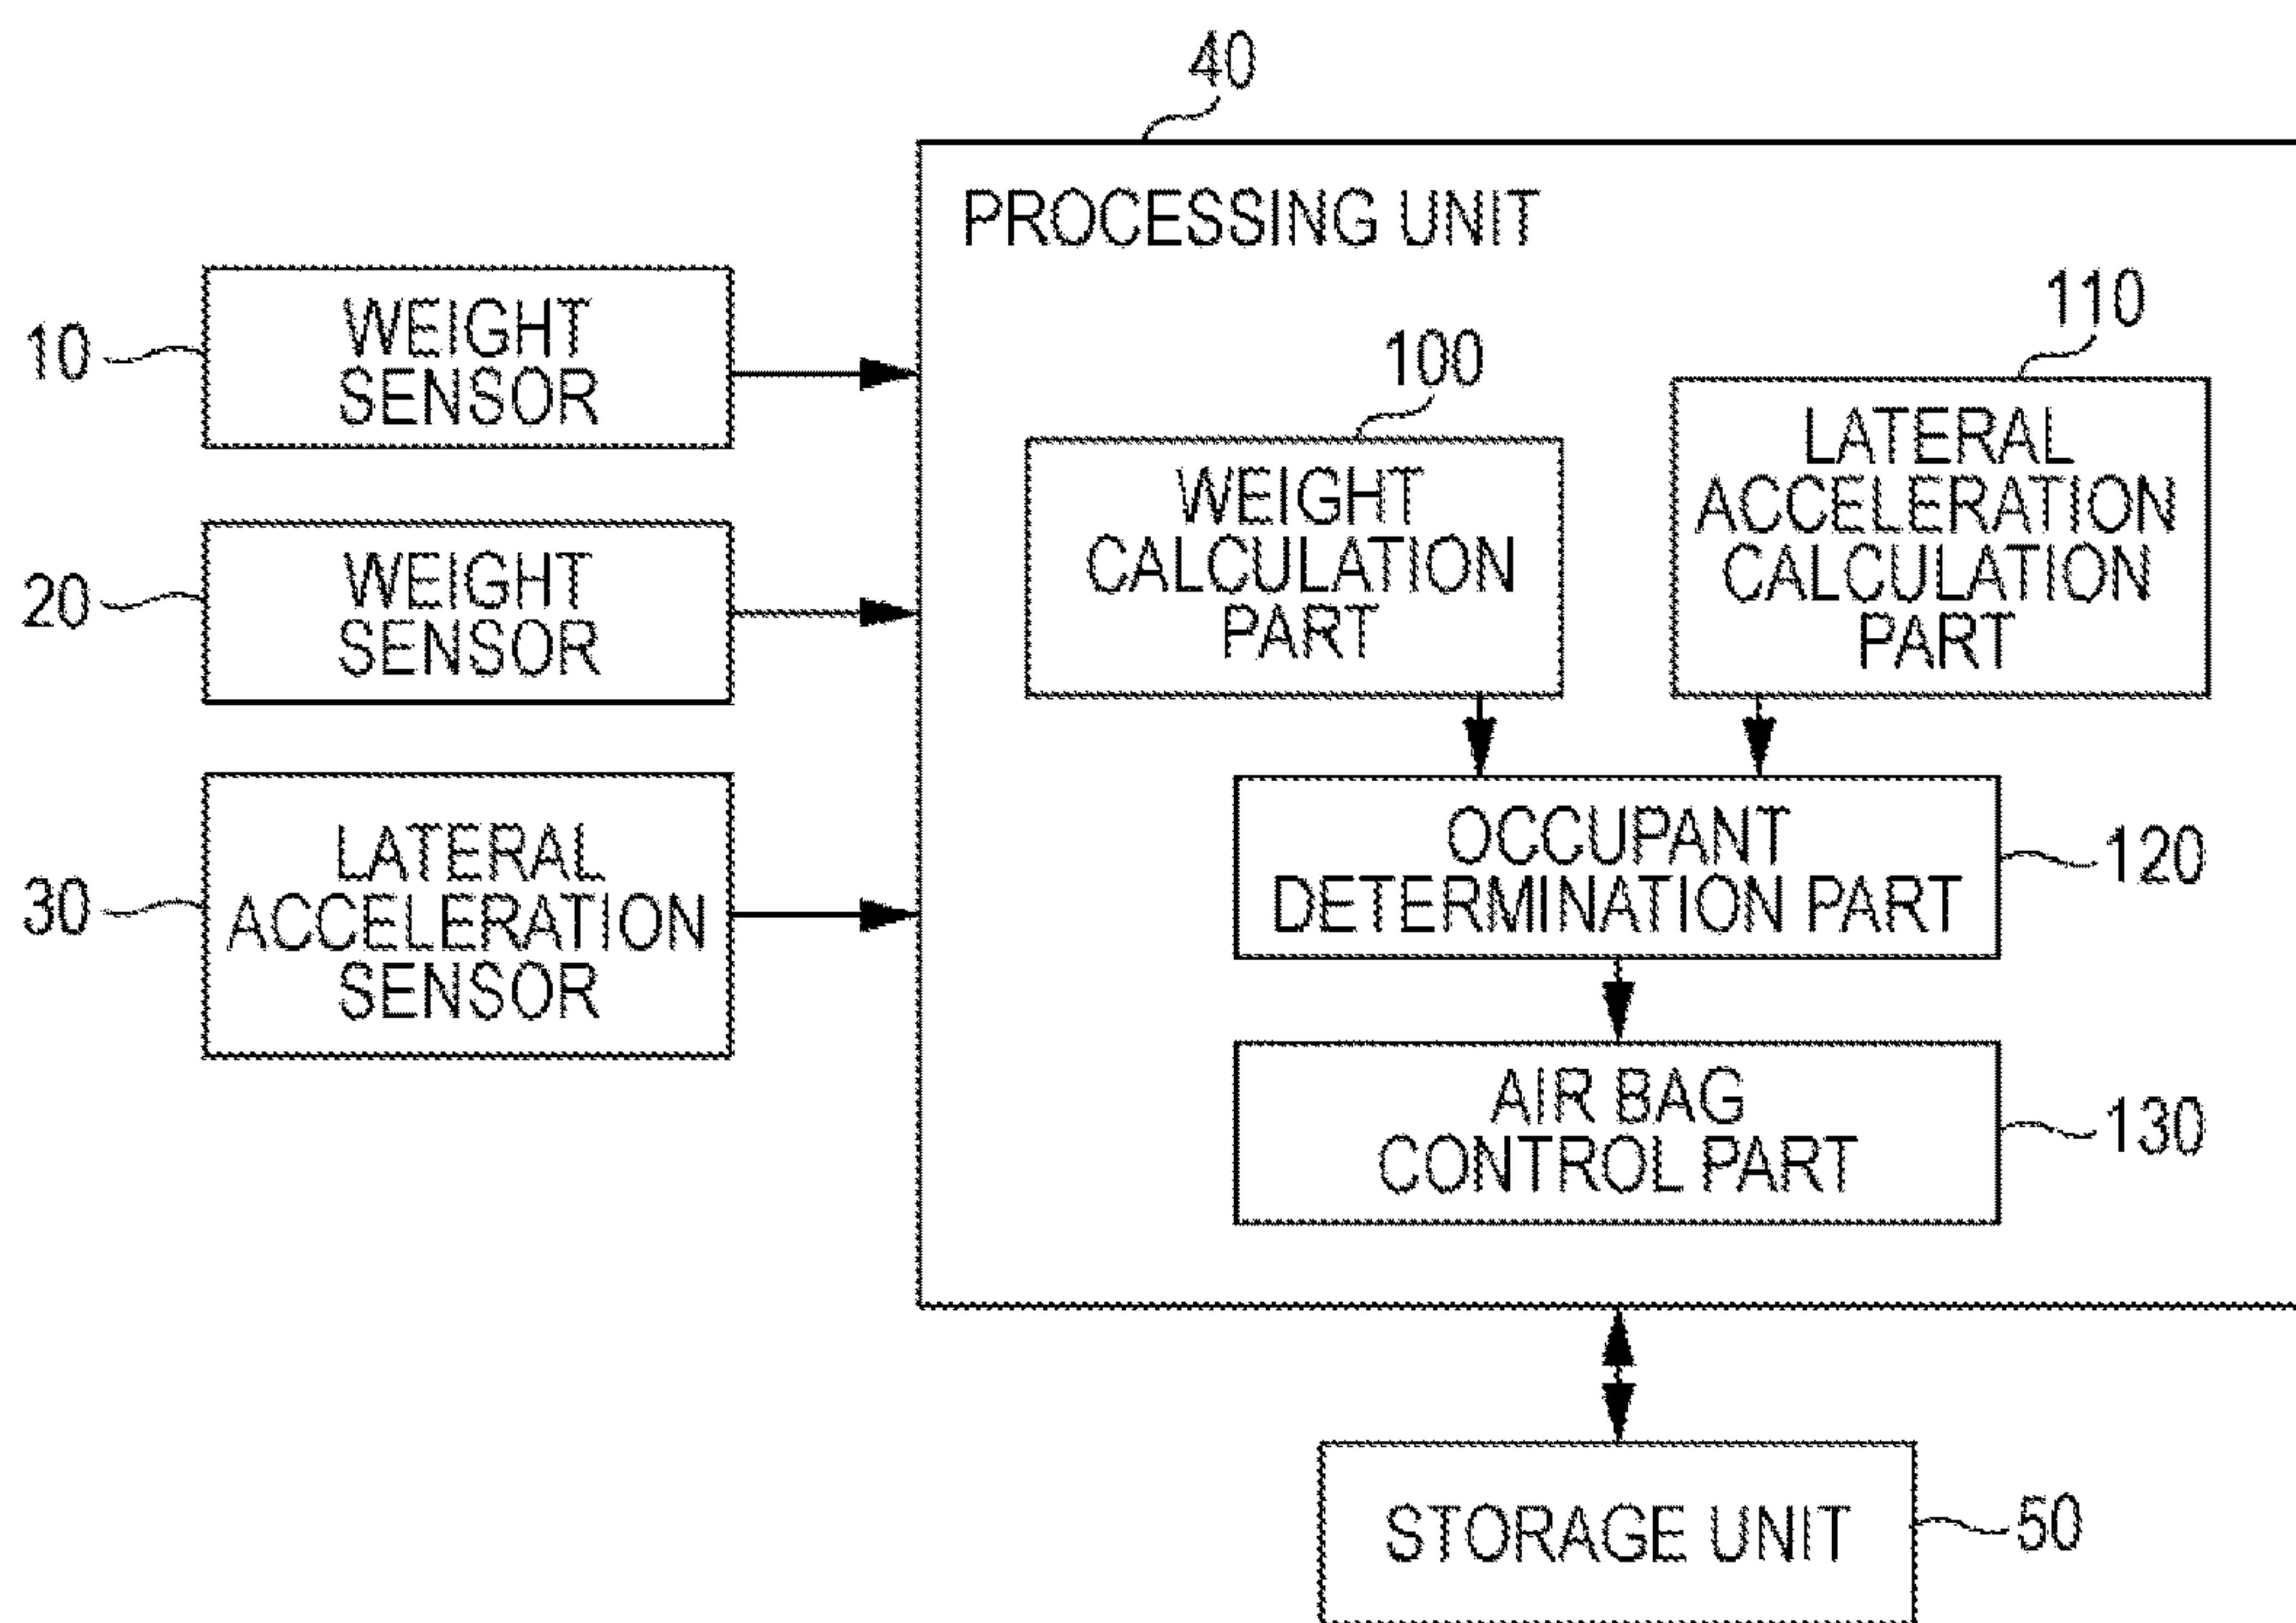 40
PROCESSING UNIT
10
WEIGHT
SENSOR
20
WEIGHT
SENSOR
30
LATERAL
ACCELERATION
SENSOR
100
WEIGHT
CALCULATION
PART
110
LATERAL
ACCELERATION
CALCULATION
PART
OCCUPANT
DETERMINATION PART
120
AIR BAG
CONTROL PART
130
STORAGE UNIT
50